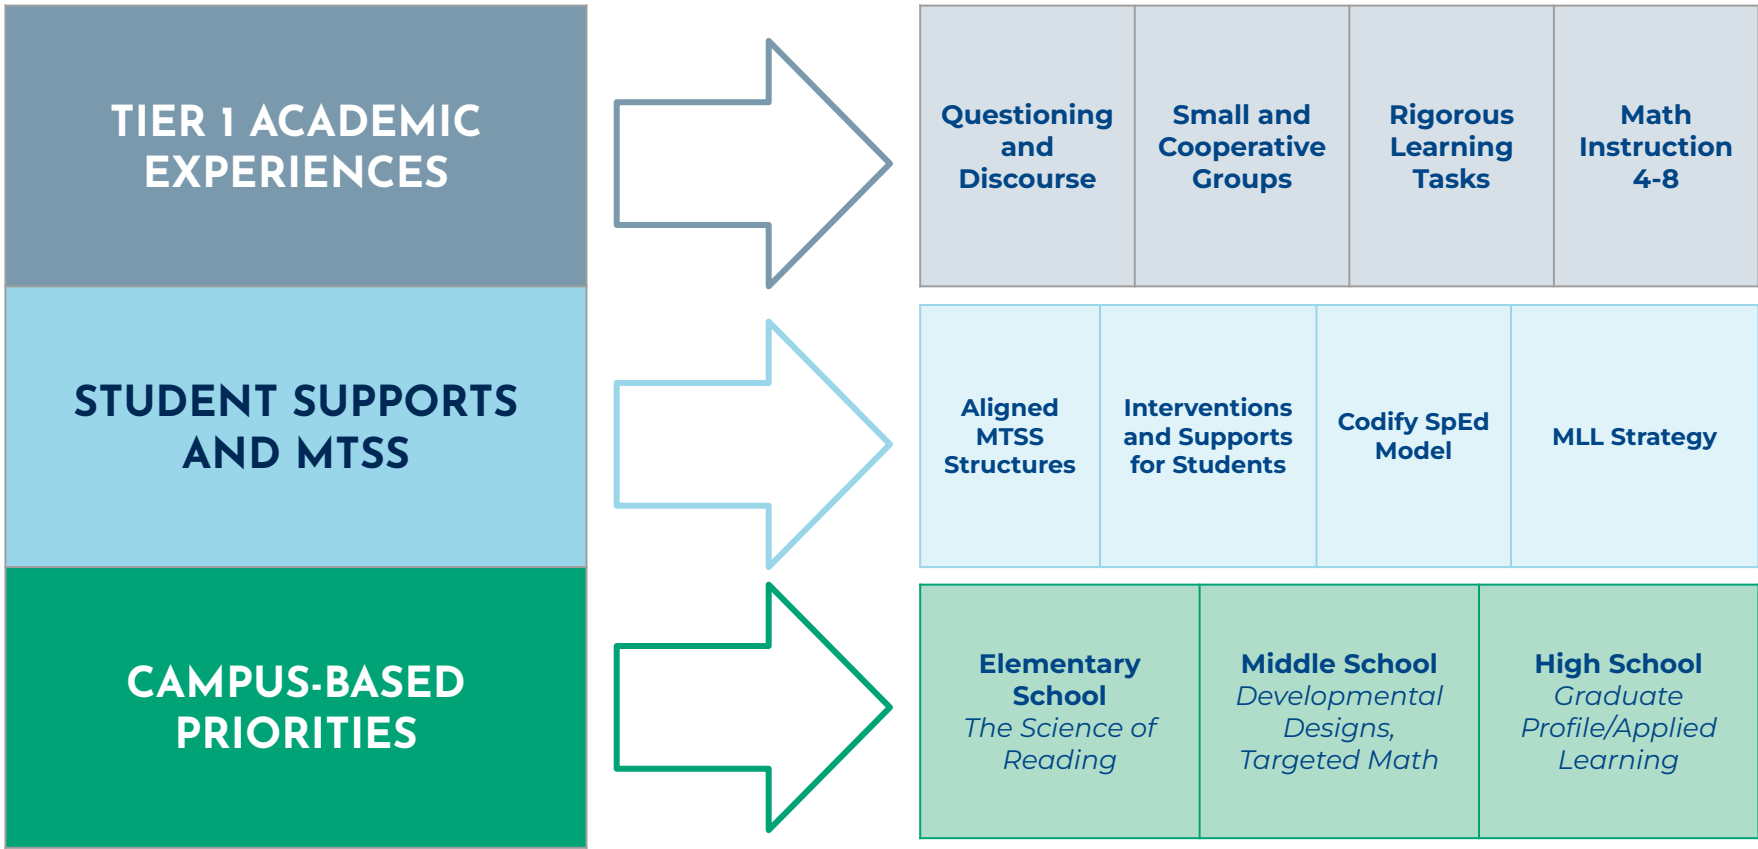 TIER 1 ACADEMIC
EXPERIENCES
Questioning
and
Discourse
Small and
Cooperative
Groups
Rigorous
Learning
Tasks
Math
Instruction
4-8
STUDENT SUPPORTS
AND MTSS
Aligned
MTSS
Structures
Interventions
and Supports
for Students
Codify SpEd
Model
MLL Strategy
CAMPUS-BASED
PRIORITIES
Elementary
School
The Science of
Reading
Middle School
Developmental
Designs,
Targeted Math
High School
Graduate
Profile/Applied
Learning